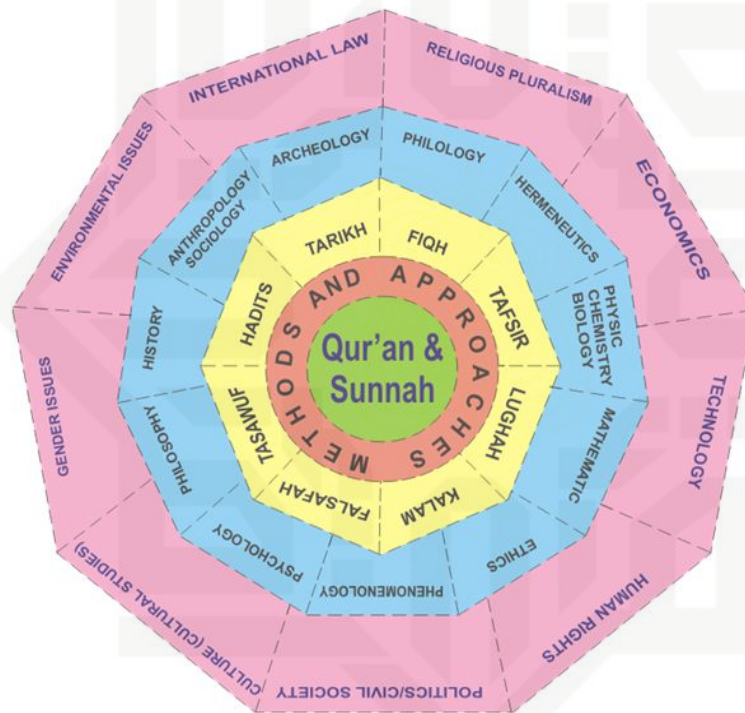 Qur'an &
Sunnah
METHODS AND APPROACHES
FIQH
TAFSIR
LUGHAH
KALAM
FALSAFAH
TASAWUF
HADITS
TARIKH
PHILOLOGY
HERMENEUTICS
PHYSIC
CHEMISTRY
BIOLOGY
MATHEMATIC
ETHICS
PHENOMENOLOGY
PSYCHOLOGY
PHILOSOPHY
HISTORY
ANTHROPOLOGY
SOCIOLOGY
ARCHEOLOGY
RELIGIOUS PLURALISM
ECONOMICS
TECHNOLOGY
HUMAN RIGHTS
POLITICS/CIVIL SOCIETY
CULTURE (CULTURAL STUDIES)
GENDER ISSUES
ENVIRONMENTAL ISSUES
INTERNATIONAL LAW